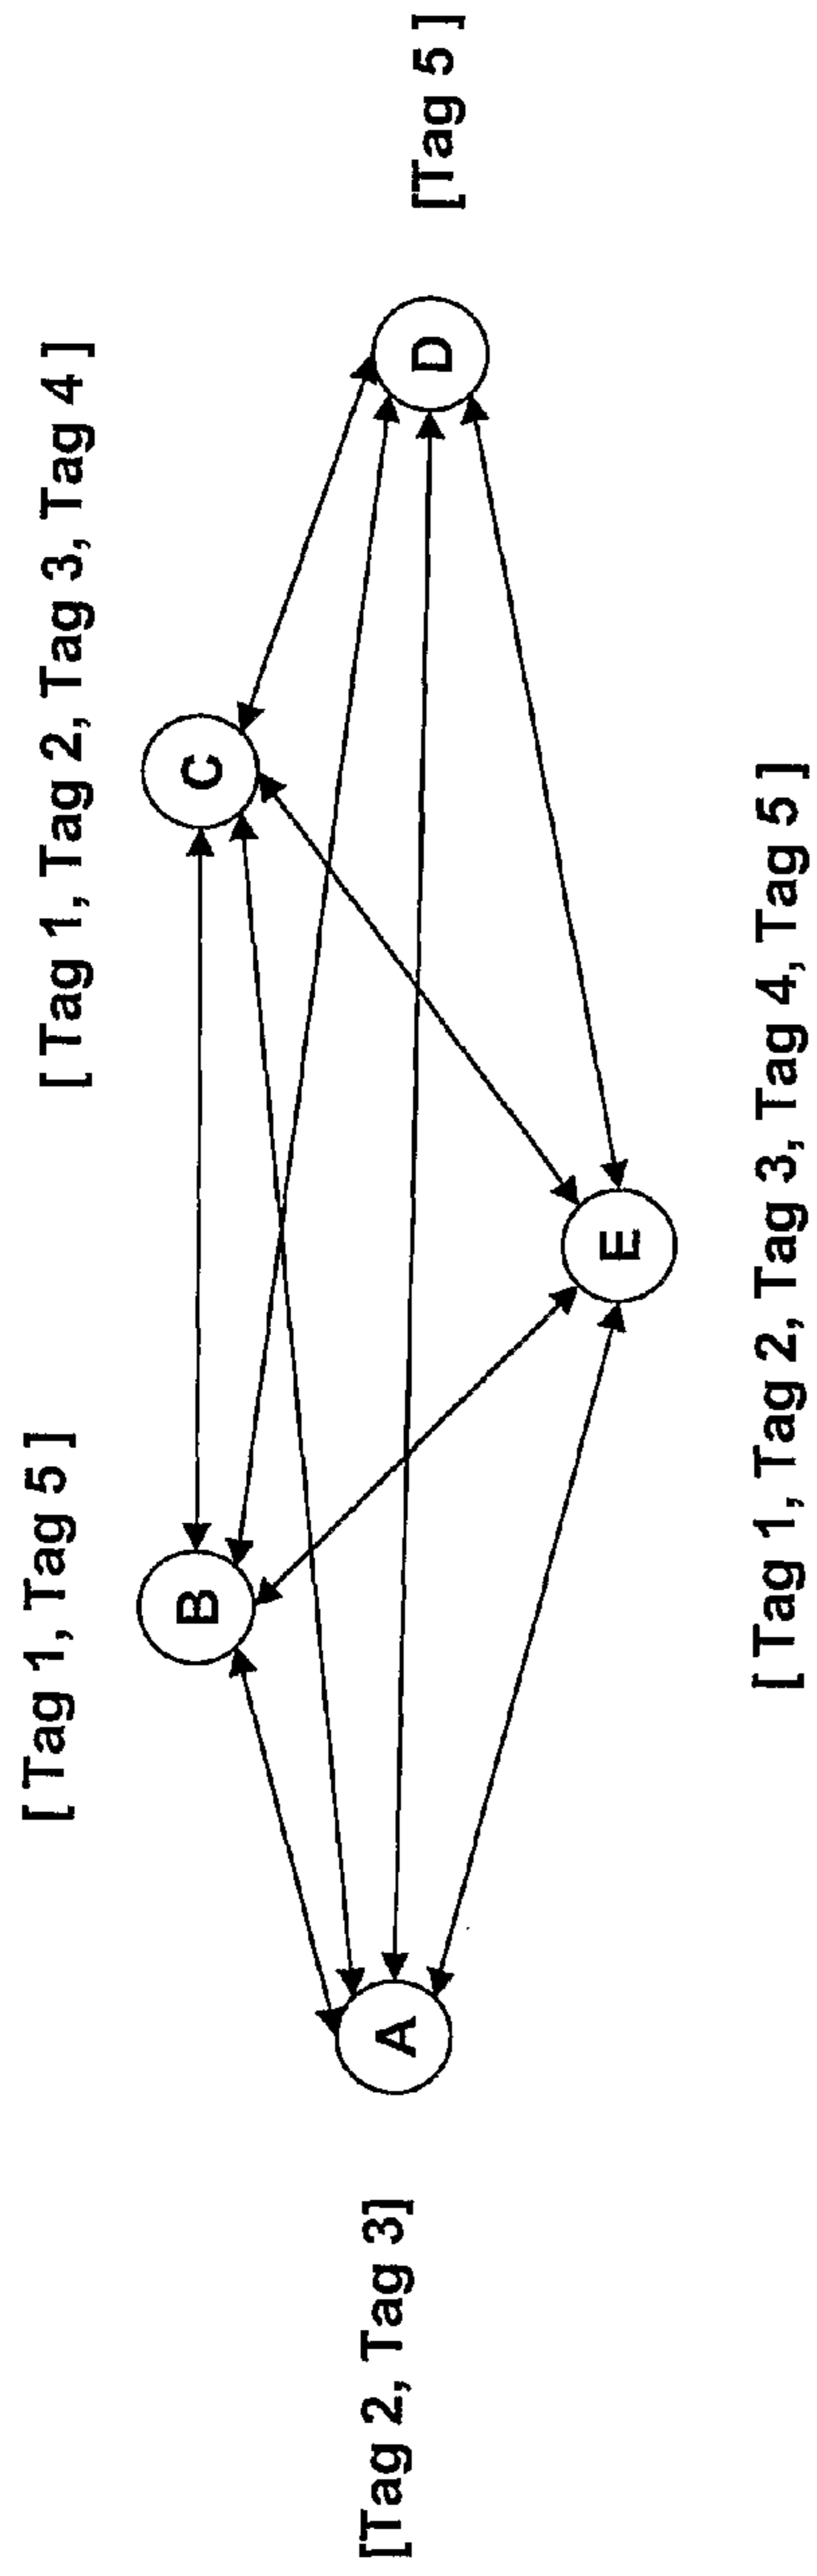 [ Tag 1, Tag 5 ]
[ Tag 1, Tag 2, Tag 3, Tag 4 ]
B
C
[Tag 2, Tag 3]
A
D
[Tag 5 ]
E
[ Tag 1, Tag 2, Tag 3, Tag 4, Tag 5 ]